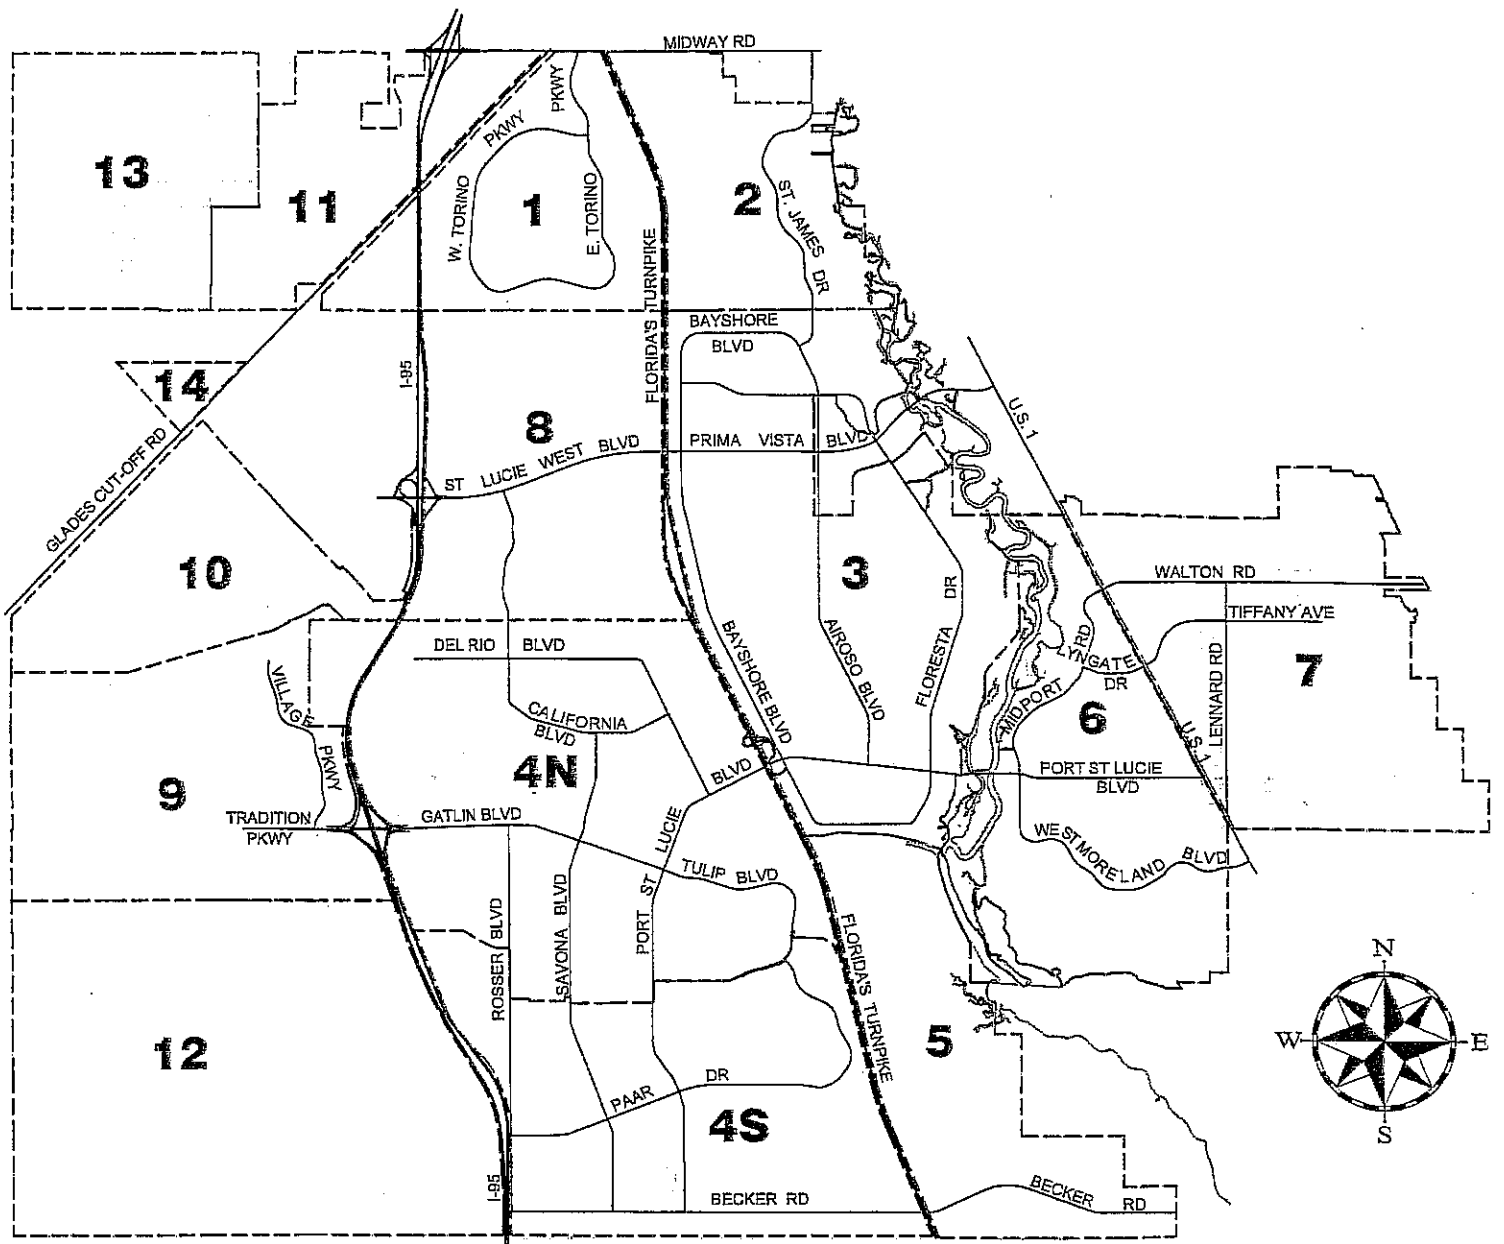 MIDWAY RD
PKWY
PKWY
13
11
1
2
W. TORINO
E. TORINO
ST. JAMES DR
FLORIDA'S TURNPIKE
BAYSHORE
BLVD
I-95
14
8
U.S. 1
ST LUCIE WEST BLVD
PRIMA VISTA BLVD
GLADES CUT-OFF RD
10
3
WALTON RD
TIFFANY AVE
DEL RIO BLVD
BAYSHORE BLVD
AIROSO BLVD
FLORESTA DR
LYNGATE
RD
DR
MIDPORT
7
LENNARD RD
VILLAGE
PKWY
CALIFORNIA
BLVD
6
U.S. 1
4N
9
BLVD
PORT ST LUCIE
BLVD
TRADITION
PKWY
GATLIN BLVD
WESTMORELAND BLVD
PORT ST LUCIE
TULIP BLVD
ROSSER BLVD
SAVONA BLVD
FLORIDA'S TURNPIKE
N
W
E
S
12
5
PAAR DR
4S
I-95
BECKER RD
BECKER RD